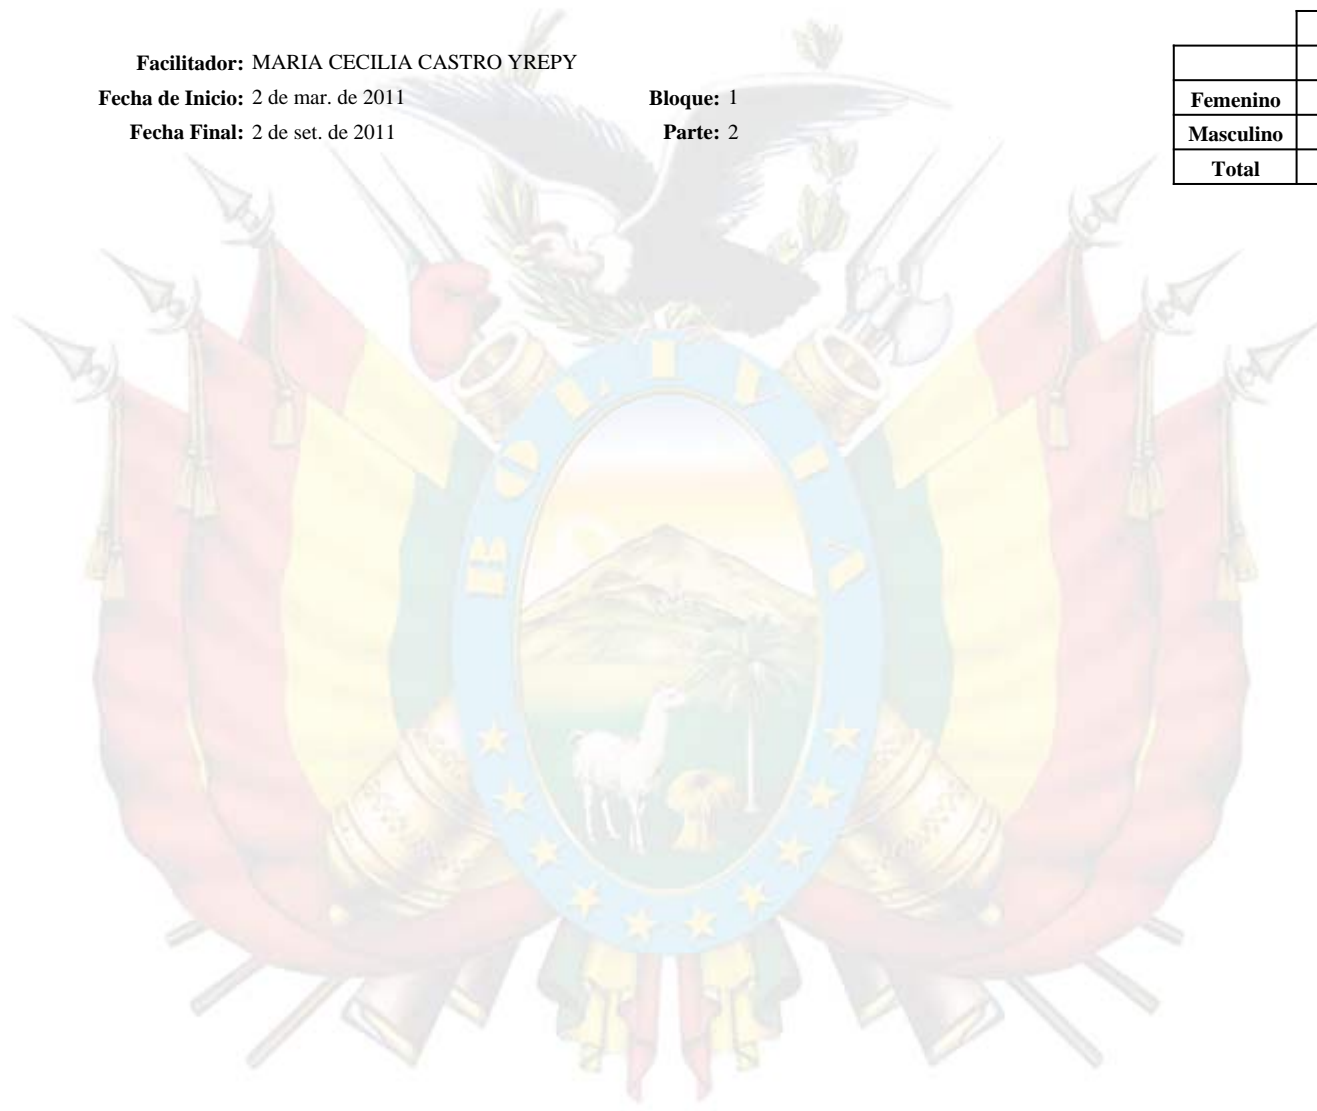 Facilitador: MARIA CECILIA CASTRO YREPY
Fecha de Inicio: 2 de mar. de 2011 Bloque: 1
Fecha Final: 2 de set. de 2011 Parte: 2
Femenino
Masculino
Total
BOLIVIA